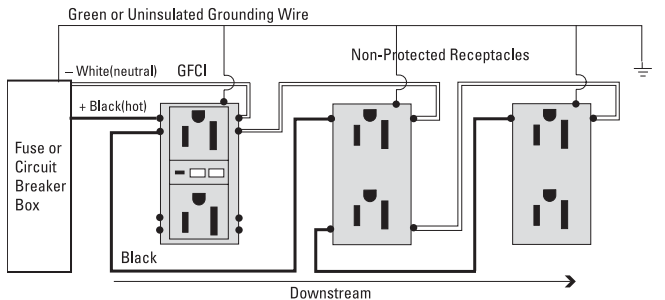 Green or Uninsulated Grounding Wire
Non-Protected Receptacles
– White(neutral)
GFCI
+ Black(hot)
Fuse or
Circuit
Breaker
Box
Black
Downstream